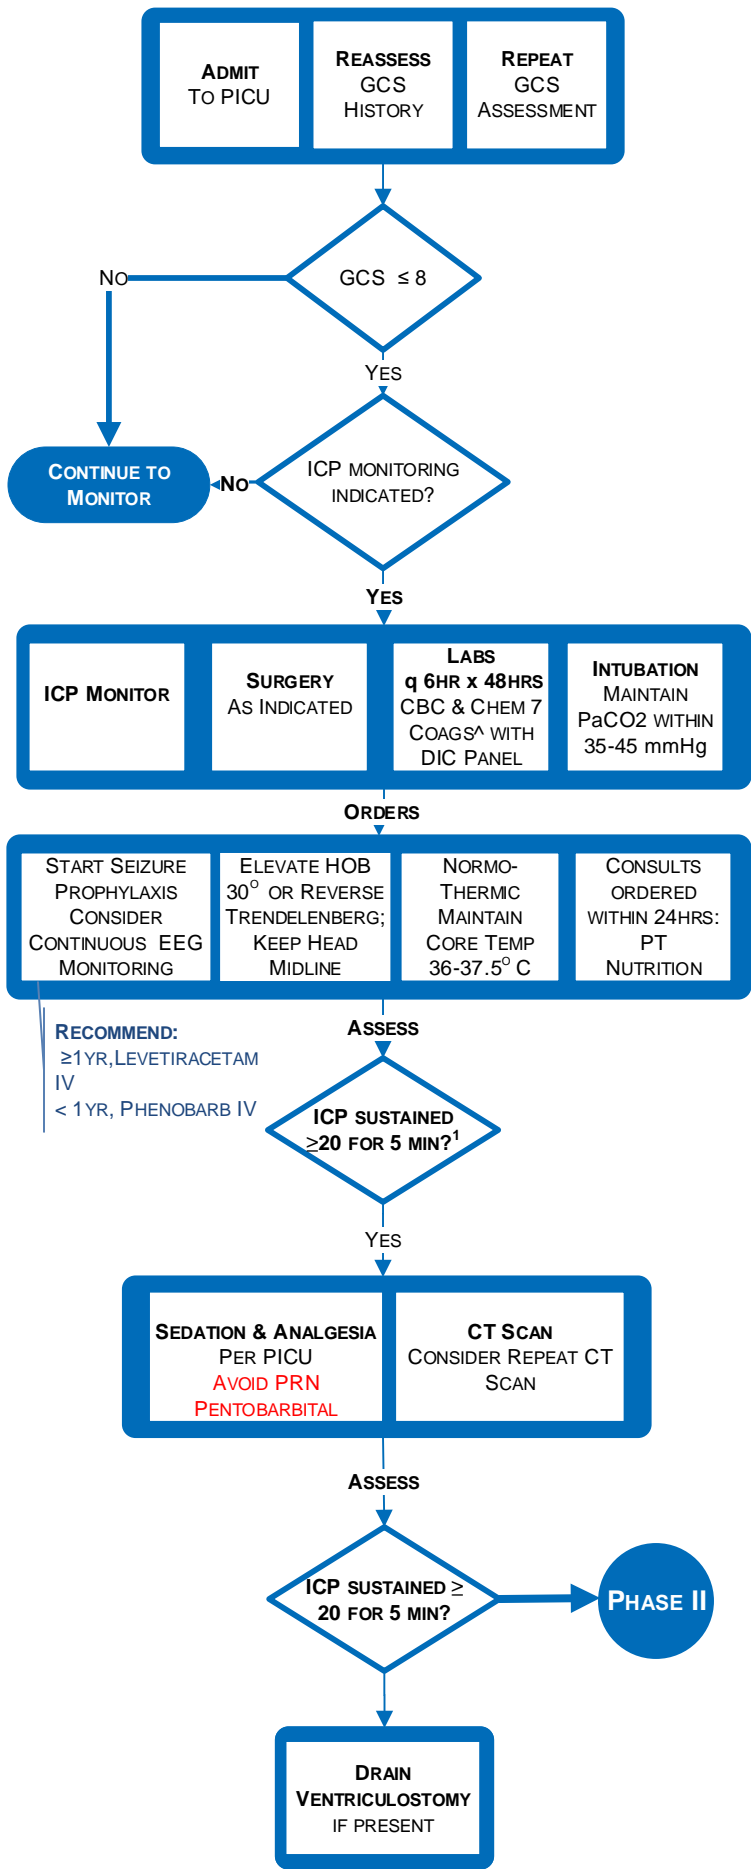 ADMIT
TO PICU
REASSESS
GCS
HISTORY
REPEAT
GCS
ASSESSMENT
GCS ≤ 8
NO
YES
ICP MONITORING
INDICATED?
NO
CONTINUE TO
MONITOR
YES
ICP MONITOR
SURGERY
AS INDICATED
LABS
q 6HR x 48HRS
CBC & CHEM 7
COAGS^ WITH
DIC PANEL
INTUBATION
MAINTAIN
PaCO2 WITHIN
35-45 mmHg
ORDERS
START SEIZURE
PROPHYLAXIS
CONSIDER
CONTINUOUS EEG
MONITORING
ELEVATE HOB
30° OR REVERSE
TRENDELENBERG;
KEEP HEAD
MIDLINE
NORMO-
THERMIC
MAINTAIN
CORE TEMP
36-37.5° C
CONSULTS
ORDERED
WITHIN 24HRS:
PT
NUTRITION
RECOMMEND:
≥1YR,LEVETIRACETAM
IV
< 1YR, PHENOBARB IV
ASSESS
ICP SUSTAINED
≥20 FOR 5 MIN?¹
YES
SEDATION & ANALGESIA
PER PICU
AVOID PRN
PENTOBARBITAL
CT SCAN
CONSIDER REPEAT CT
SCAN
ASSESS
ICP SUSTAINED ≥
20 FOR 5 MIN?
PHASE II
DRAIN
VENTRICULOSTOMY
IF PRESENT